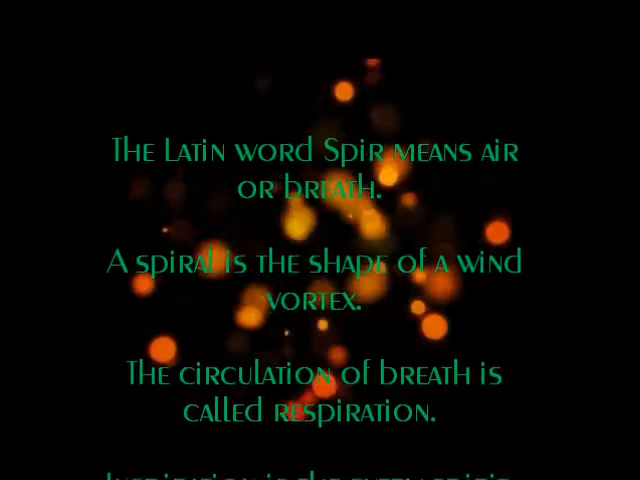 The Latin word Spir means air
or breath.
A spiral is the shape of a wind
vortex.
The circulation of breath is
called respiration.